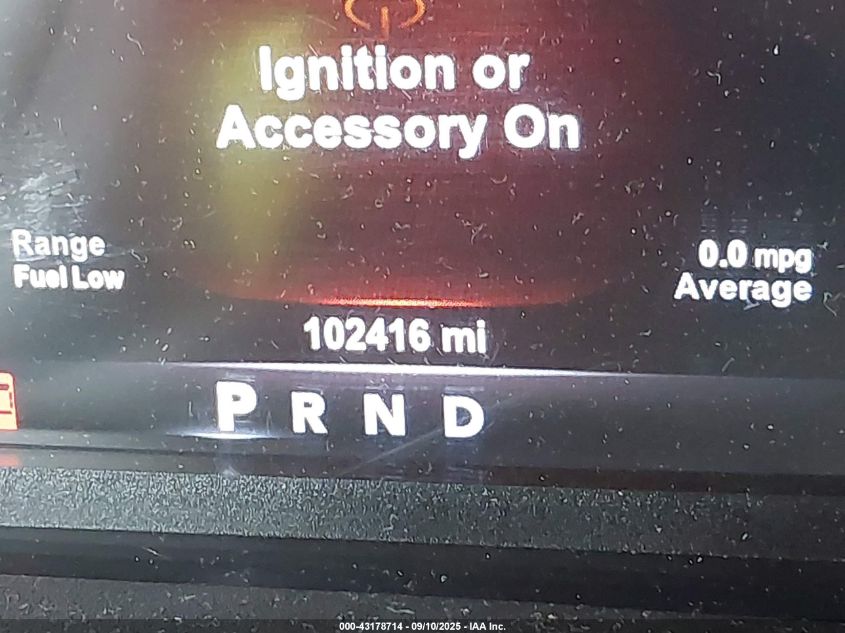 Ignition or
Accessory On
Range
Fuel Low
0.0 mpg
Average
102416 mi
P R N D
000-43178714 - 09/10/2025 - IAA Inc.